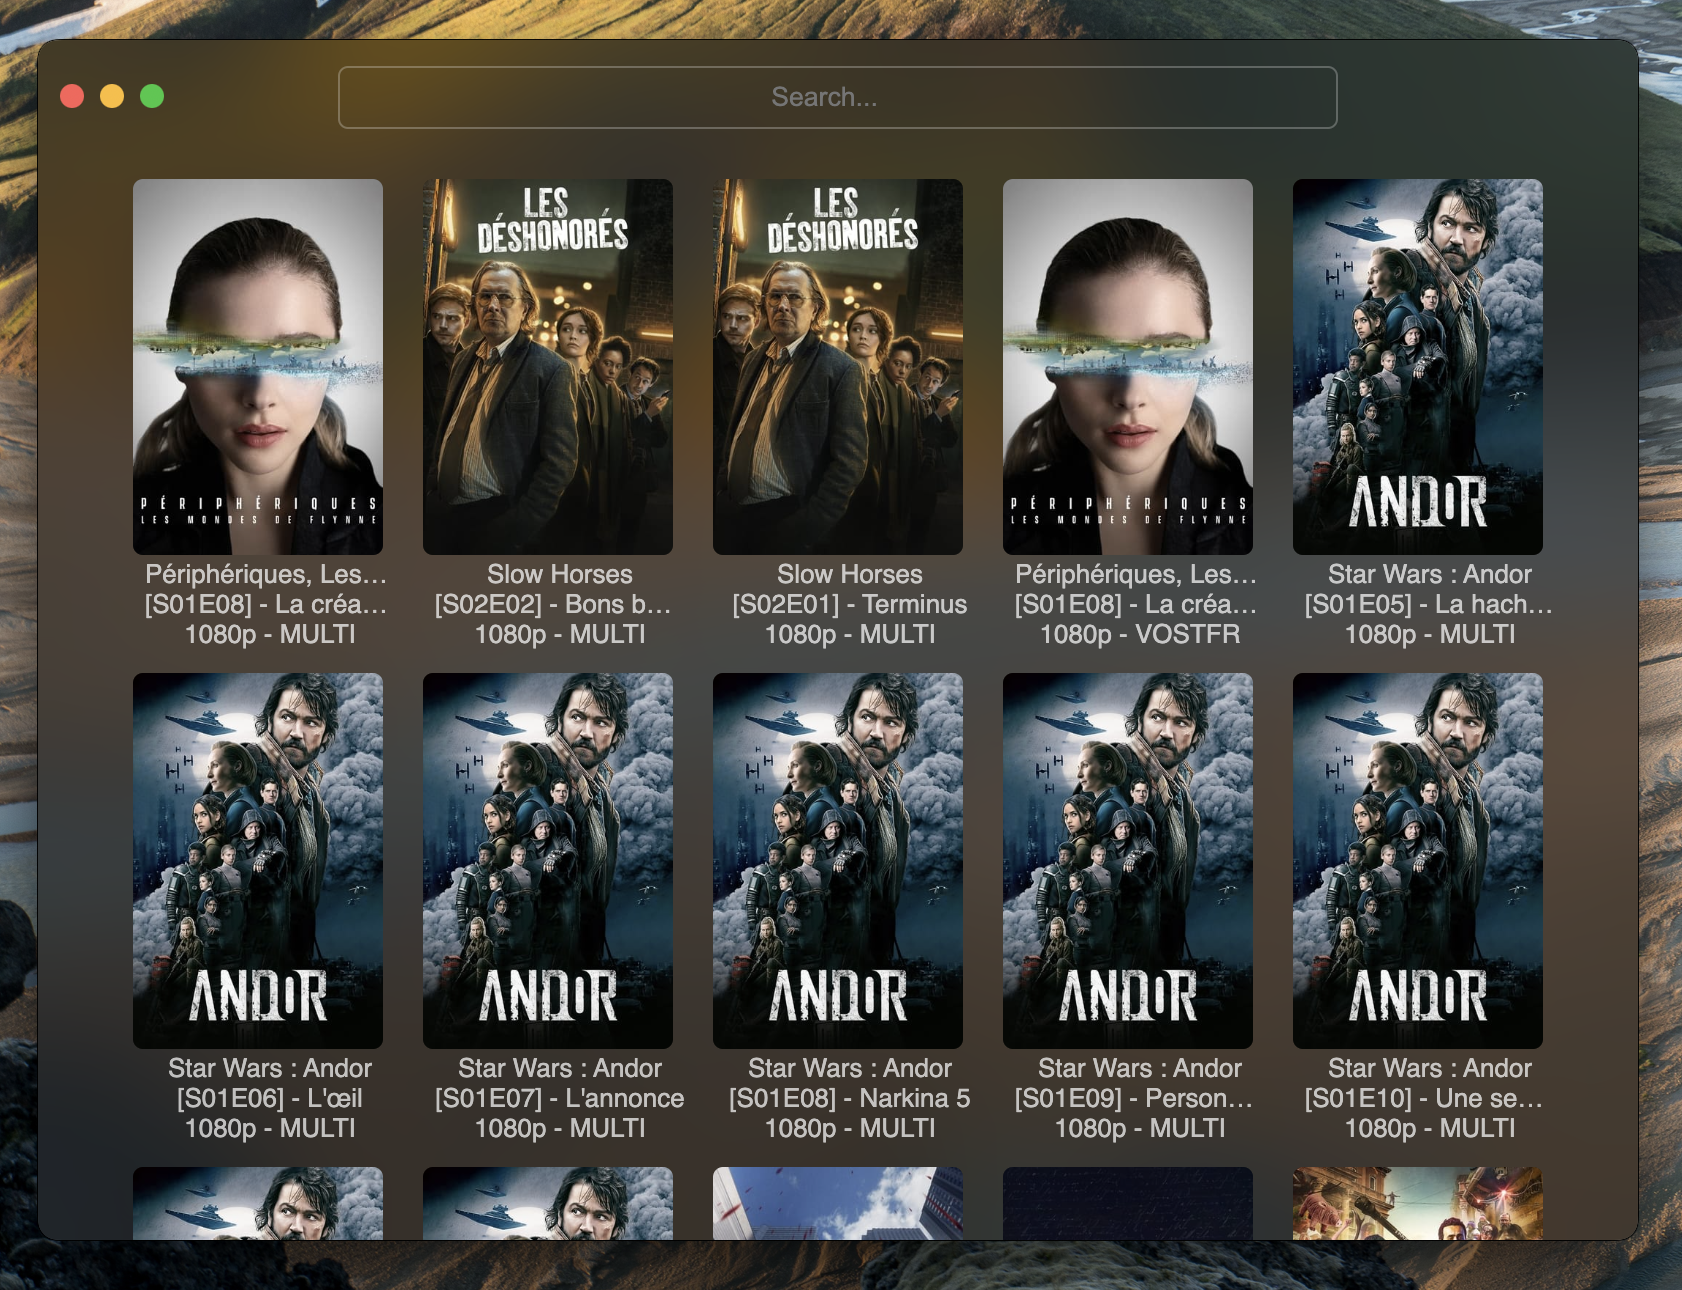 Search...
LES
DÉSHONORÉS
LES
DÉSHONORÉS
PÉRIPHÉRIQUES
LES MONDES DE FLYNNE
PÉRIPHÉRIQUES
LES MONDES DE FLYNNE
ANDOR
Périphériques, Les...
[S01E08] - La créa...
1080p - MULTI
Slow Horses
[S02E02] - Bons b...
1080p - MULTI
Slow Horses
[S02E01] - Terminus
1080p - MULTI
Périphériques, Les...
[S01E08] - La créa...
1080p - VOSTFR
Star Wars : Andor
[S01E05] - La hach...
1080p - MULTI
ANDOR
ANDOR
ANDOR
ANDOR
ANDOR
Star Wars : Andor
[S01E06] - L'œil
1080p - MULTI
Star Wars : Andor
[S01E07] - L'annonce
1080p - MULTI
Star Wars : Andor
[S01E08] - Narkina 5
1080p - MULTI
Star Wars : Andor
[S01E09] - Person...
1080p - MULTI
Star Wars : Andor
[S01E10] - Une se...
1080p - MULTI